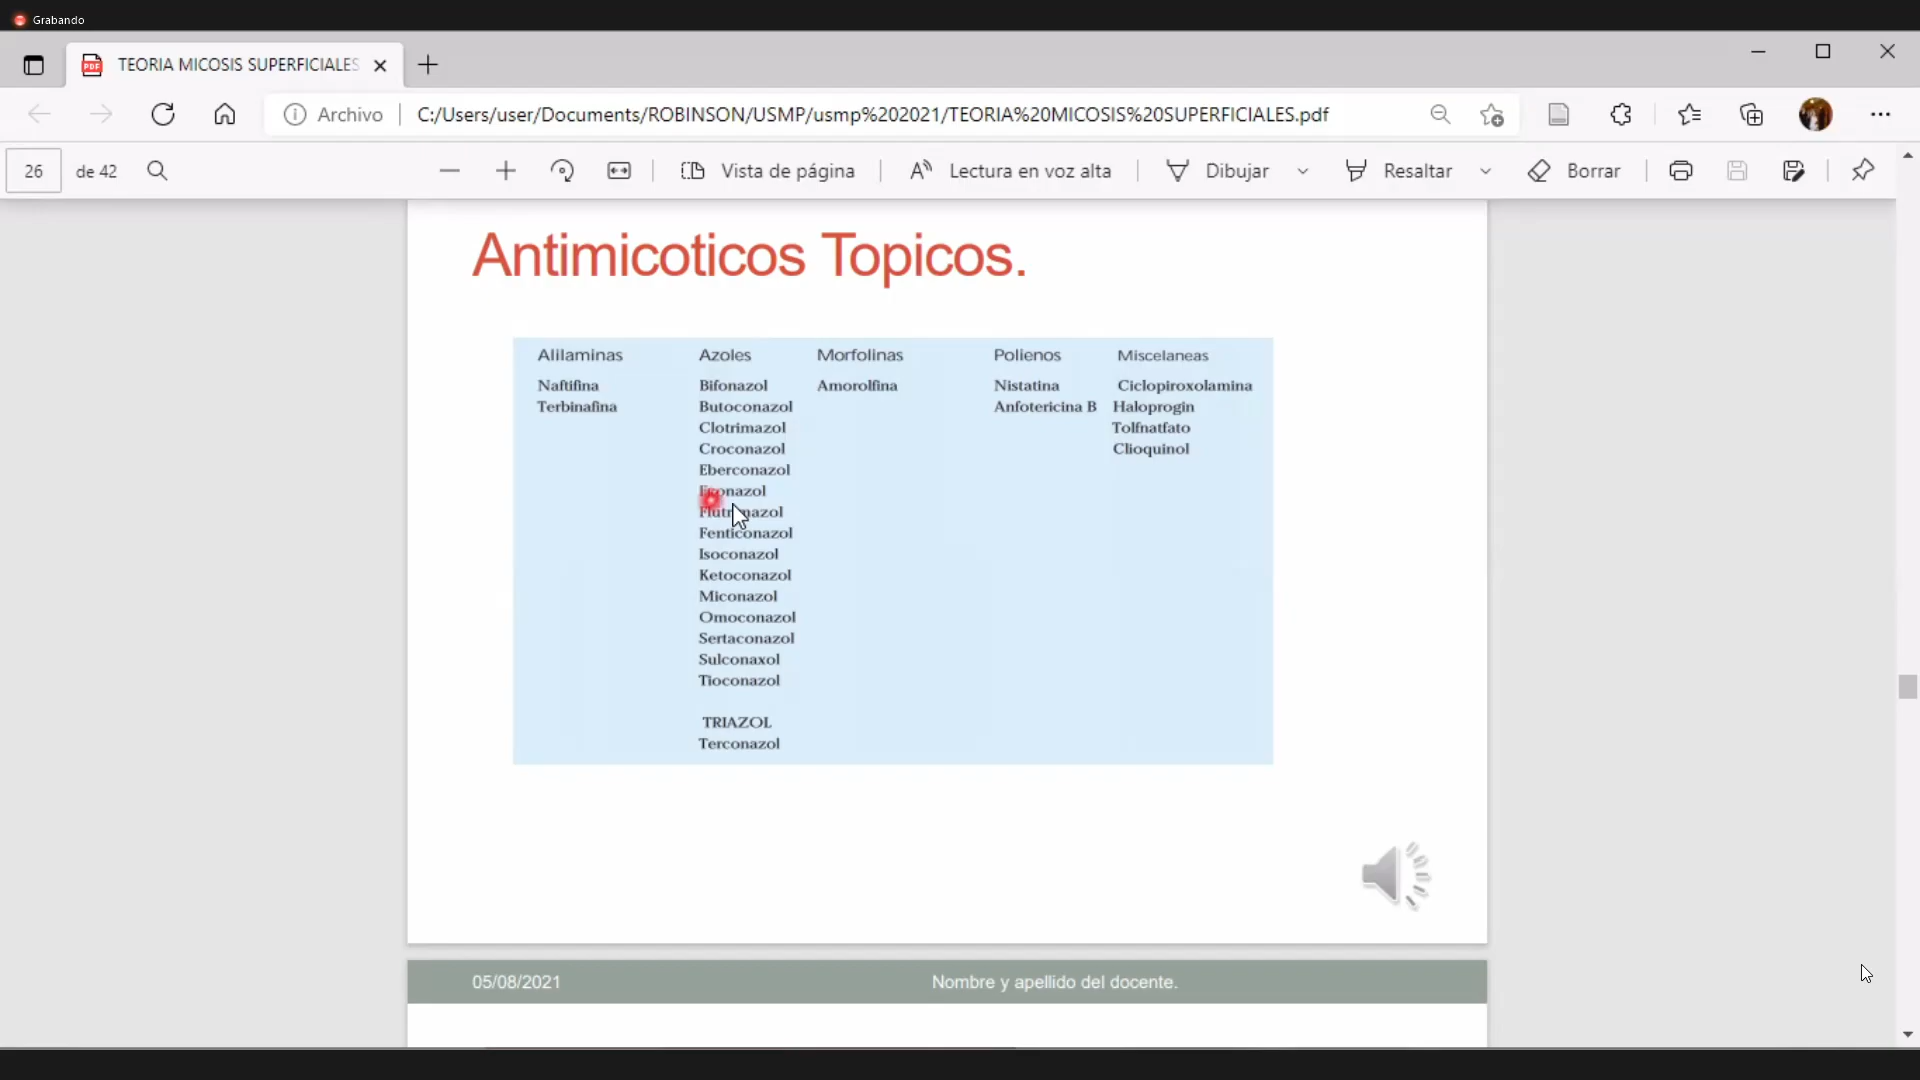 Grabando
TEORIA MICOSIS SUPERFICIALES
Archivo C:/Users/user/Documents/ROBINSON/USMP/usmp%202021/TEORIA%20MICOSIS%20SUPERFICIALES.pdf
26 de 42 Vista de página Lectura en voz alta Dibujar Resaltar Borrar
Antimicoticos Topicos.
Alilaminas Azoles Morfolinas Polienos Miscelaneas
Naftifina Bifonazol Amorolfina Nistatina Ciclopiroxolamina
Terbinafina Butoconazol Anfotericina B Haloprogin
Clotrimazol Tolfnatfato
Croconazol Clioquinol
Eberconazol
Flutrimazol
Fenticonazol
Isoconazol
Ketoconazol
Miconazol
Omoconazol
Sertaconazol
Sulconaxol
Tioconazol
TRIAZOL
Terconazol
05/08/2021 Nombre y apellido del docente.